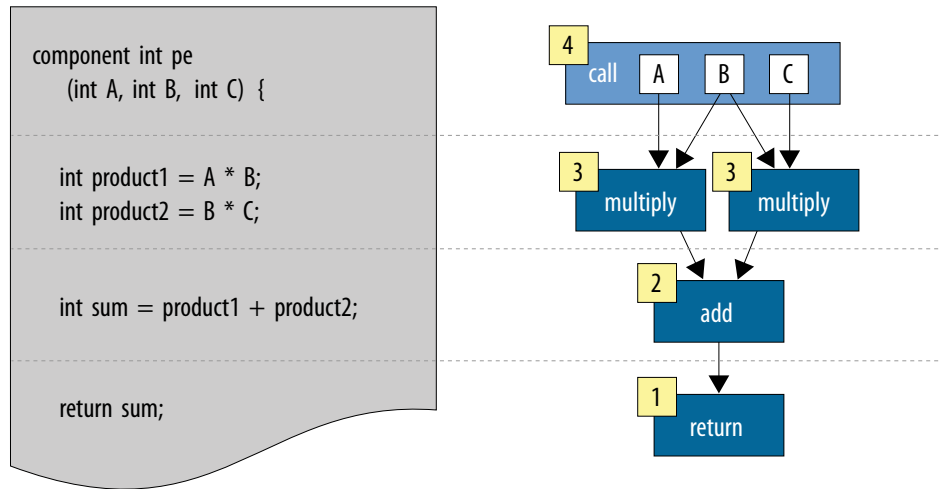 component int pe
(int A, int B, int C) {
int product1 = A * B;
int product2 = B * C;
int sum = product1 + product2;
return sum;
4
call A B C
3
multiply
3
multiply
2
add
1
return